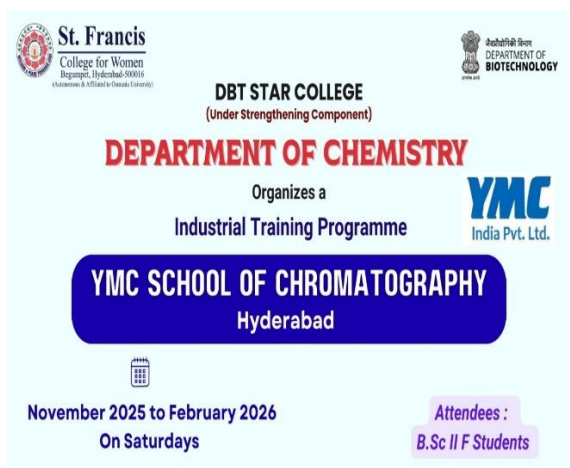 St. Francis
College for Women
Begumpet, Hyderabad-500016
(Autonomous & Affiliated to Osmania University)
जैवप्रौद्योगिकी विभाग
DEPARTMENT OF
BIOTECHNOLOGY
DBT STAR COLLEGE
(Under Strengthening Component)
DEPARTMENT OF CHEMISTRY
Organizes a
Industrial Training Programme
YMC
India Pvt. Ltd.
YMC SCHOOL OF CHROMATOGRAPHY
Hyderabad
November 2025 to February 2026
On Saturdays
Attendees :
B.Sc II F Students